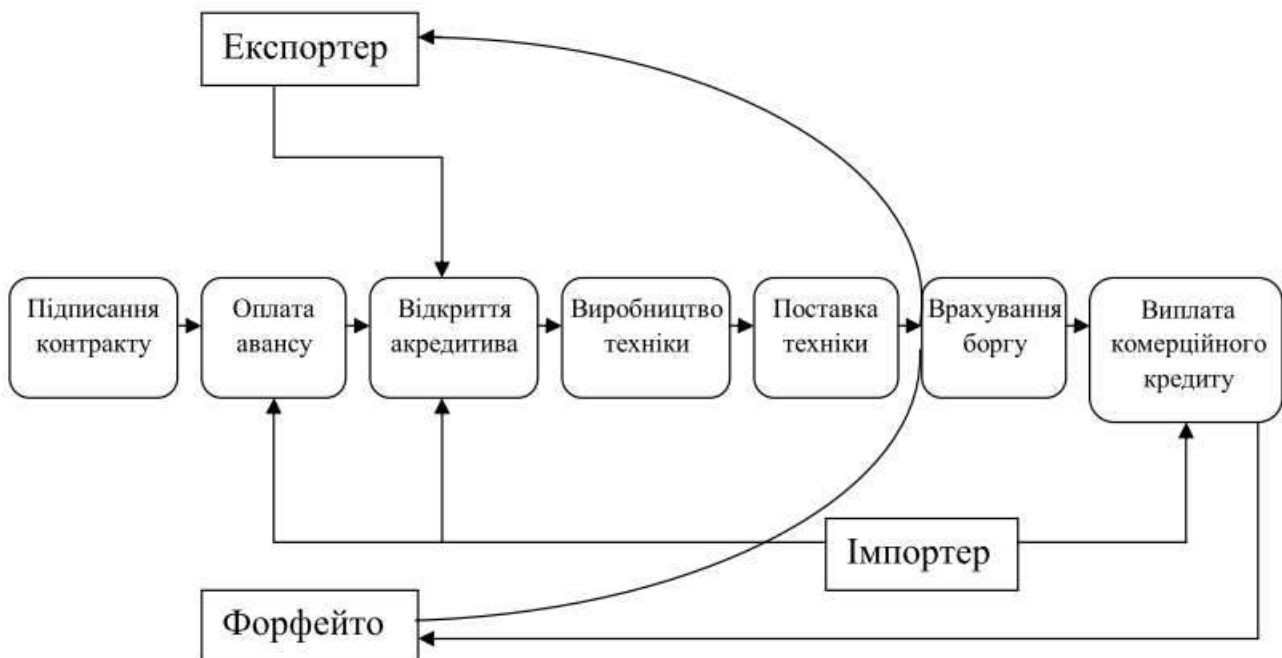 Експортер
Підписання
контракту
Оплата
авансу
Відкриття
акредитива
Виробництво
техніки
Поставка
техніки
Врахування
боргу
Виплата
комерційного
кредиту
Імпортер
Форфейто